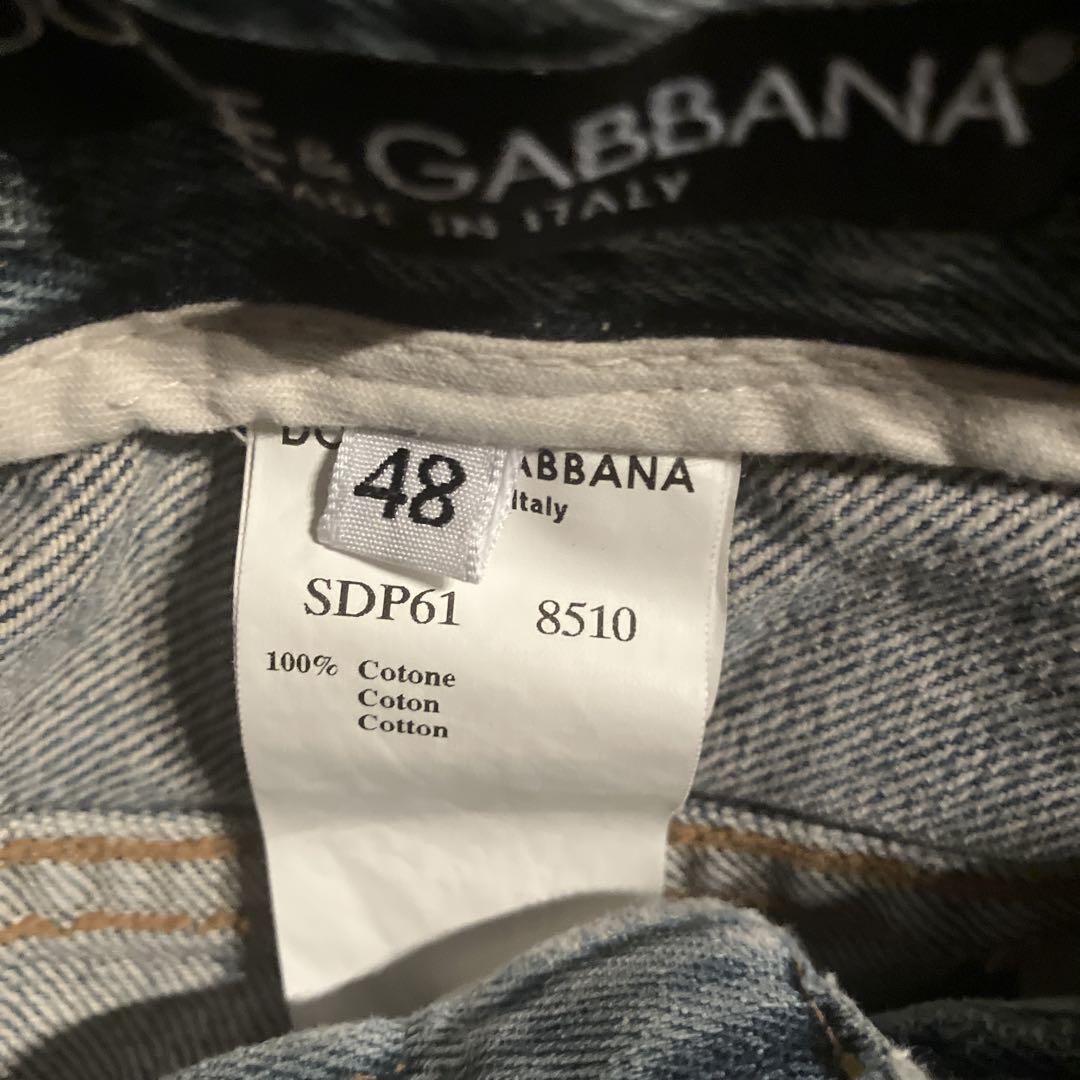 & GABBANA
MADE IN ITALY
48
ABBANA
Italy
SDP61 8510
100% Cotone
Coton
Cotton